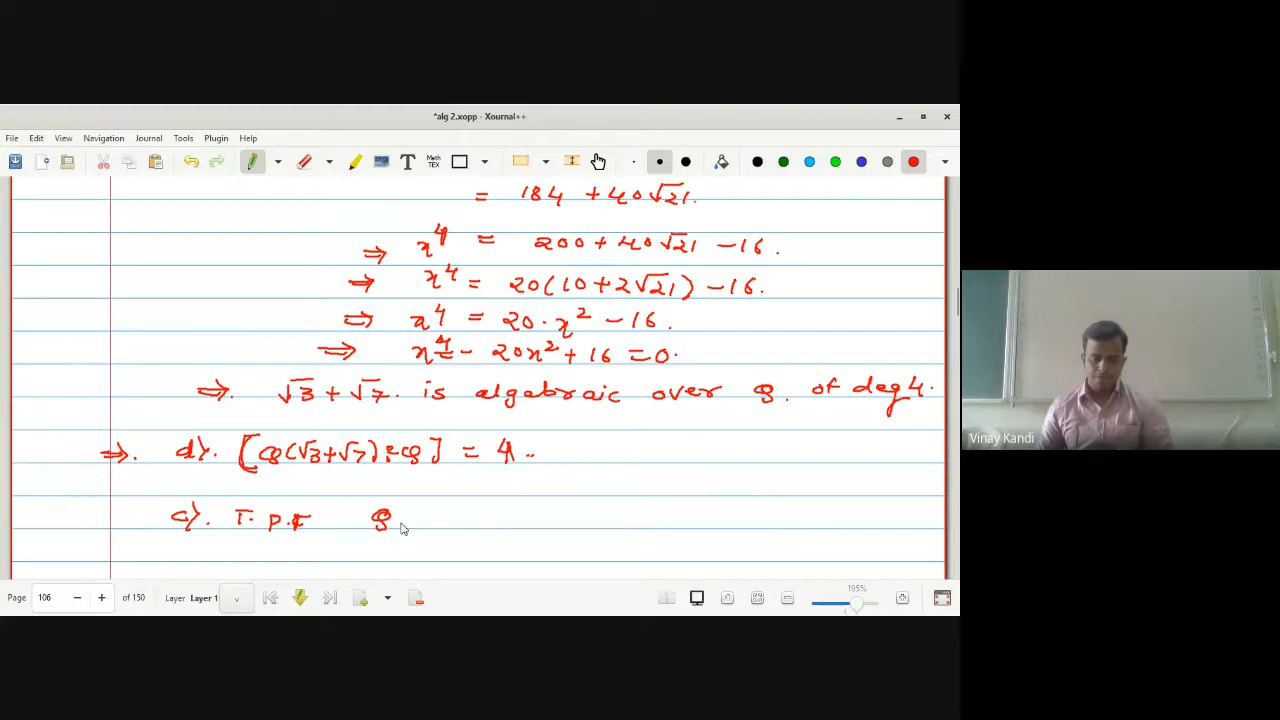 *alg 2.xopp - Xournal++
File Edit View Navigation Journal Tools Plugin Help
= 184 + 40√21.
⇒ x⁴ = 200 + 40√21 - 16.
⇒ x⁴ = 20(10 + 2√21) - 16.
⇒ x⁴ = 20·x² - 16.
⇒ x⁴ - 20x² + 16 = 0.
⇒ √3 + √7. is algebraic over Q. of deg 4.
⇒. d). [Q(√3+√7):Q] = 4.
c). T.P.T Q
Vinay Kandi
Page 106 of 150 Layer Layer 1 195%